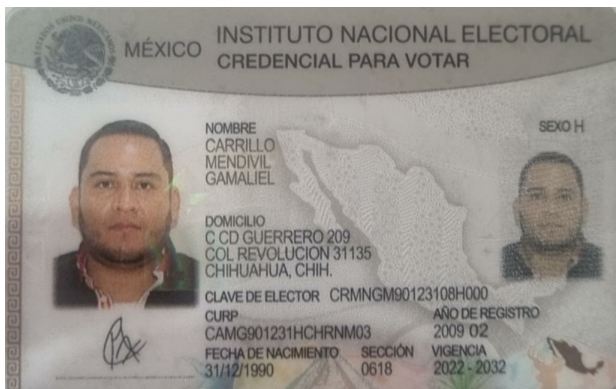 MÉXICO
INSTITUTO NACIONAL ELECTORAL
CREDENCIAL PARA VOTAR
NOMBRE
CARRILLO
MENDIVIL
GAMALIEL
SEXO H
DOMICILIO
C CD GUERRERO 209
COL REVOLUCION 31135
CHIHUAHUA, CHIH.
CLAVE DE ELECTOR CRMNGM90123108H000
CURP AÑO DE REGISTRO
CAMG901231HCHRNM03 2009 02
FECHA DE NACIMIENTO SECCIÓN VIGENCIA
31/12/1990 0618 2022 - 2032